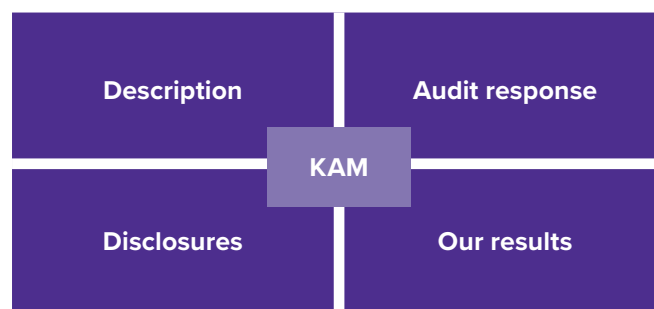 Description
Audit response
KAM
Disclosures
Our results